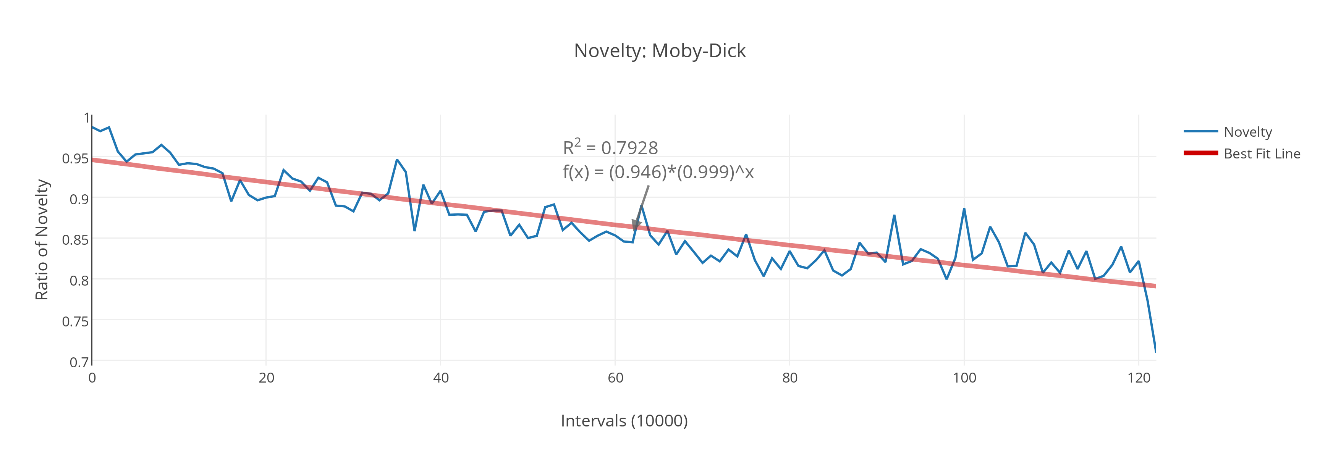 Novelty: Moby-Dick
R² = 0.7928
f(x) = (0.946)*(0.999)^x
Novelty
Best Fit Line
Ratio of Novelty
1
0.95
0.9
0.85
0.8
0.75
0.7
0 20 40 60 80 100 120
Intervals (10000)